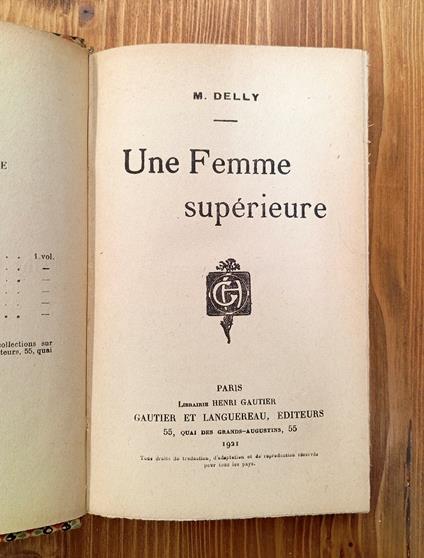 E
. . . 1 vol.
. . . —
. . . —
. . . —
. . . —
. . . —
ollections sur
teurs, 55, quai
M. DELLY
Une Femme
supérieure
PARIS
LIBRAIRIE HENRI GAUTIER
GAUTIER ET LANGUEREAU, EDITEURS
55, QUAI DES GRANDS-AUGUSTINS, 55
1921
Tous droits de traduction, d'adaptation et de reproduction réservés
pour tous les pays.